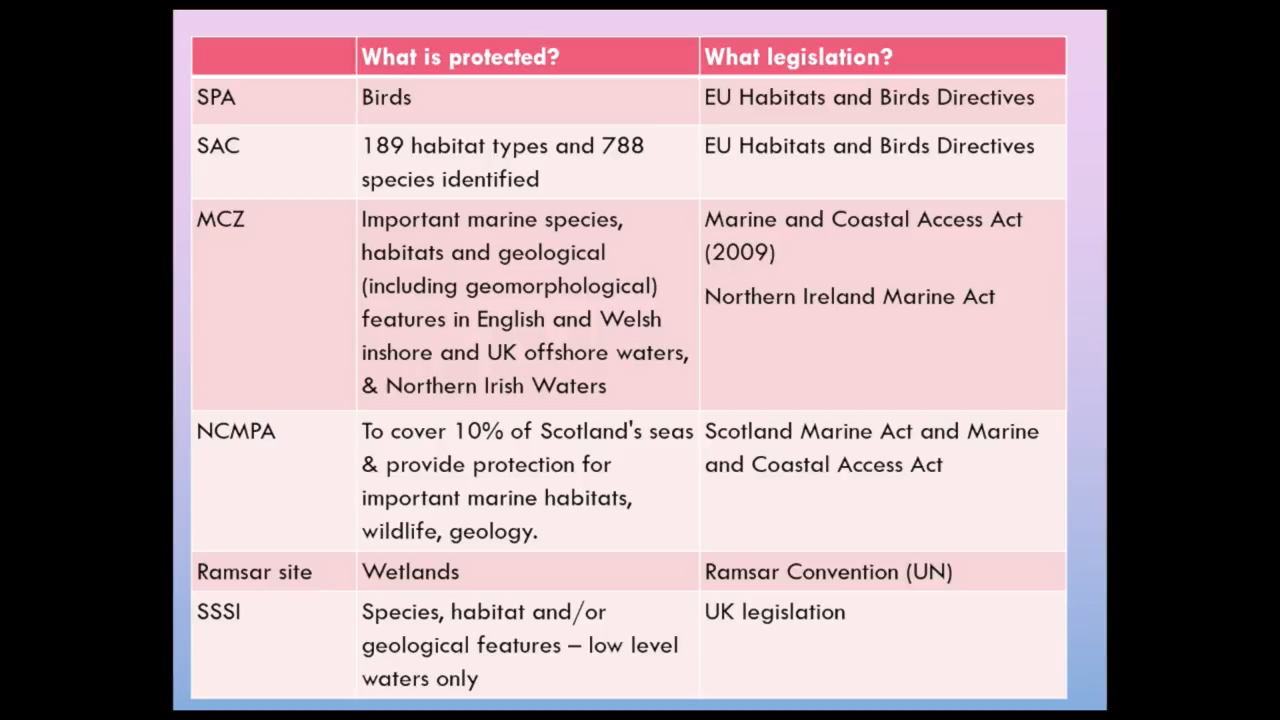 What is protected? What legislation?
SPA Birds EU Habitats and Birds Directives
SAC 189 habitat types and 788 EU Habitats and Birds Directives
species identified
MCZ Important marine species, Marine and Coastal Access Act
habitats and geological (2009)
(including geomorphological) Northern Ireland Marine Act
features in English and Welsh
inshore and UK offshore waters,
& Northern Irish Waters
NCMPA To cover 10% of Scotland's seas Scotland Marine Act and Marine
& provide protection for and Coastal Access Act
important marine habitats,
wildlife, geology.
Ramsar site Wetlands Ramsar Convention (UN)
SSSI Species, habitat and/or UK legislation
geological features – low level
waters only